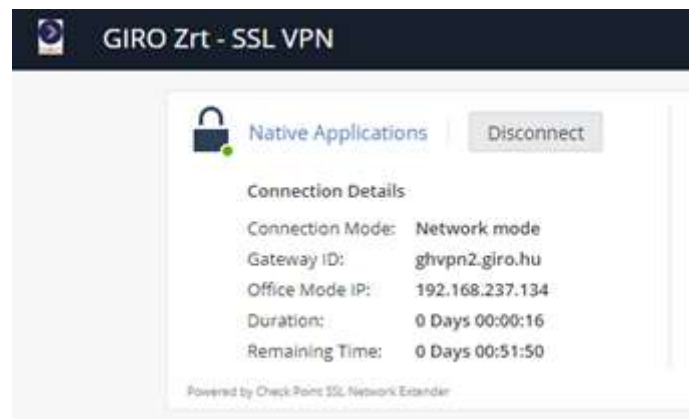 GIRO Zrt - SSL VPN
Native Applications Disconnect
Connection Details
Connection Mode: Network mode
Gateway ID: ghvpn2.giro.hu
Office Mode IP: 192.168.237.134
Duration: 0 Days 00:00:16
Remaining Time: 0 Days 00:51:50
Powered by Check Point SSL Network Extender